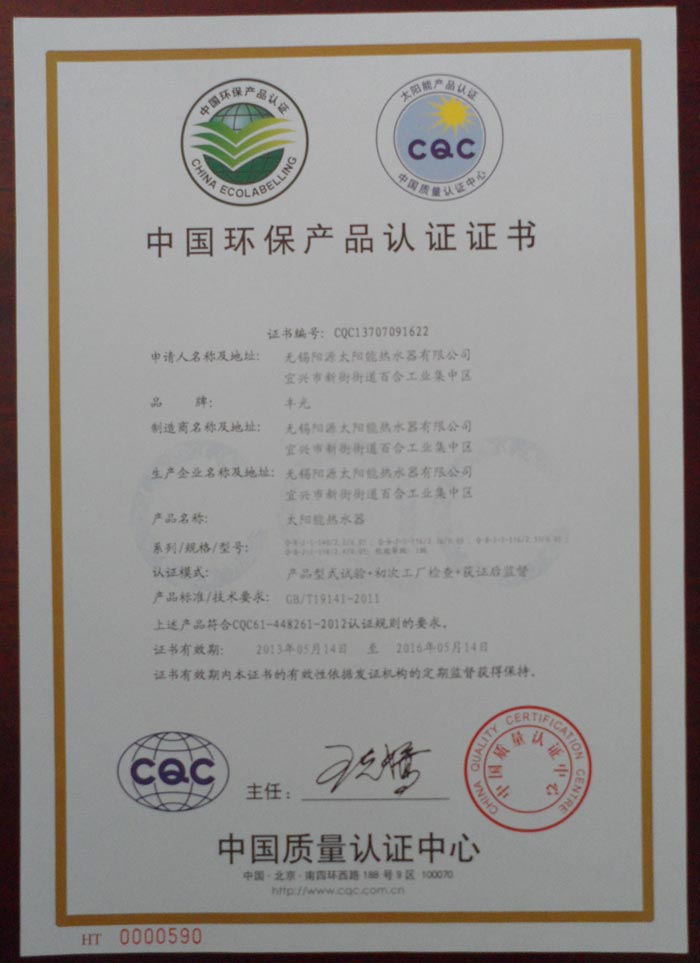 中国环保产品认证
CHINA ECOLABELLING
太阳能产品认证
CQC
中国质量认证中心
中国环保产品认证证书
证书编号: CQC13707091622
申请人名称及地址: 无锡阳源太阳能热水器有限公司
宜兴市新街街道百合工业集中区
品 牌: 丰光
制造商名称及地址: 无锡阳源太阳能热水器有限公司
宜兴市新街街道百合工业集中区
生产企业名称及地址: 无锡阳源太阳能热水器有限公司
宜兴市新街街道百合工业集中区
产品名称: 太阳能热水器
系列/规格/型号:
认证模式: 产品型式试验+初次工厂检查+获证后监督
产品标准/技术要求: GB/T19141-2011
上述产品符合CQC61-448261-2012认证规则的要求。
证书有效期: 2013年05月14日 至 2016年05月14日
证书有效期内本证书的有效性依据发证机构的定期监督获得保持。
CQC
主任:
CHINA QUALITY CERTIFICATION CENTRE
中国质量认证中心
中国质量认证中心
中国·北京·南四环西路 188 号 9 区 100070
http://www.cqc.com.cn
HT 0000590